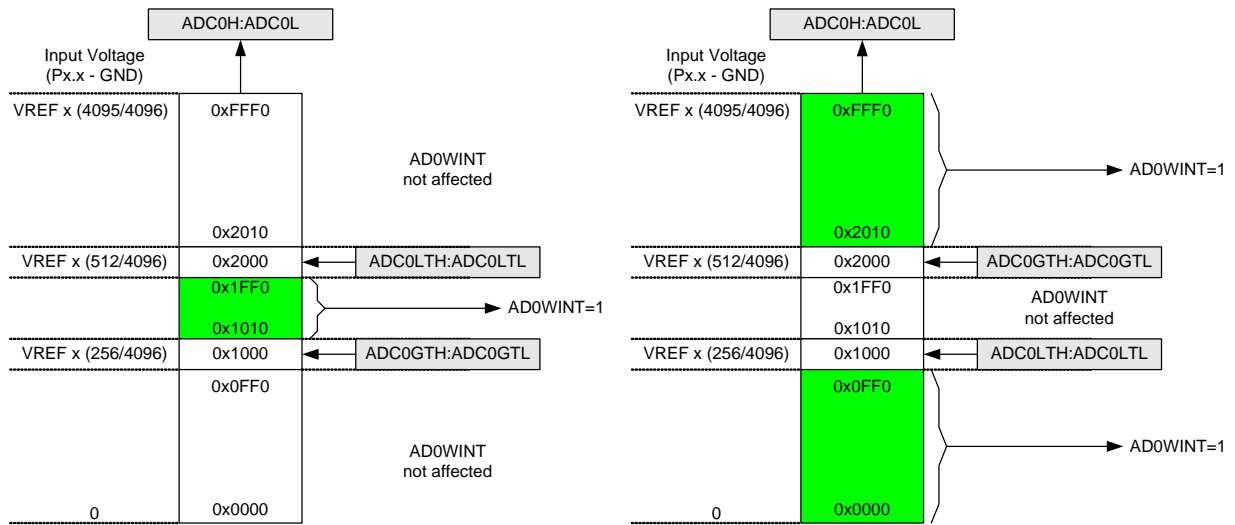 ADC0H:ADC0L
Input Voltage
(Px.x - GND)
VREF x (4095/4096)
0xFFF0
AD0WINT
not affected
0x2010
VREF x (512/4096)
0x2000
ADC0LTH:ADC0LTL
0x1FF0
AD0WINT=1
0x1010
VREF x (256/4096)
0x1000
ADC0GTH:ADC0GTL
0x0FF0
AD0WINT
not affected
0
0x0000
ADC0H:ADC0L
Input Voltage
(Px.x - GND)
VREF x (4095/4096)
0xFFF0
AD0WINT=1
0x2010
VREF x (512/4096)
0x2000
ADC0GTH:ADC0GTL
0x1FF0
AD0WINT
not affected
0x1010
VREF x (256/4096)
0x1000
ADC0LTH:ADC0LTL
0x0FF0
AD0WINT=1
0
0x0000